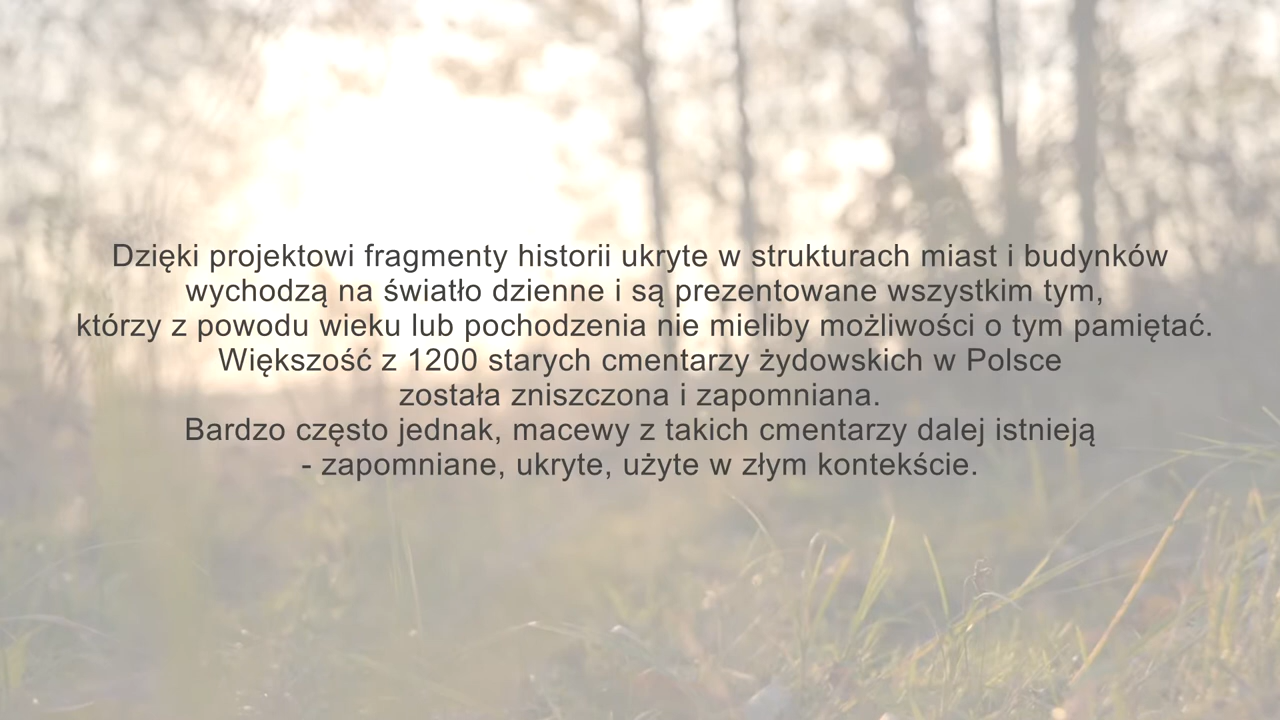 Dzięki projektowi fragmenty historii ukryte w strukturach miast i budynków
wychodzą na światło dzienne i są prezentowane wszystkim tym,
którzy z powodu wieku lub pochodzenia nie mieliby możliwości o tym pamiętać.
Większość z 1200 starych cmentarzy żydowskich w Polsce
została zniszczona i zapomniana.
Bardzo często jednak, macewy z takich cmentarzy dalej istnieją
- zapomniane, ukryte, użyte w złym kontekście.